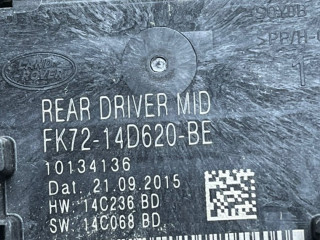 LAND
ROVER
REAR DRIVER MID
FK72-14D620-BE
10134136
Dat. 21.09.2015
HW: 14C236 BD
SW: 14C068 BD